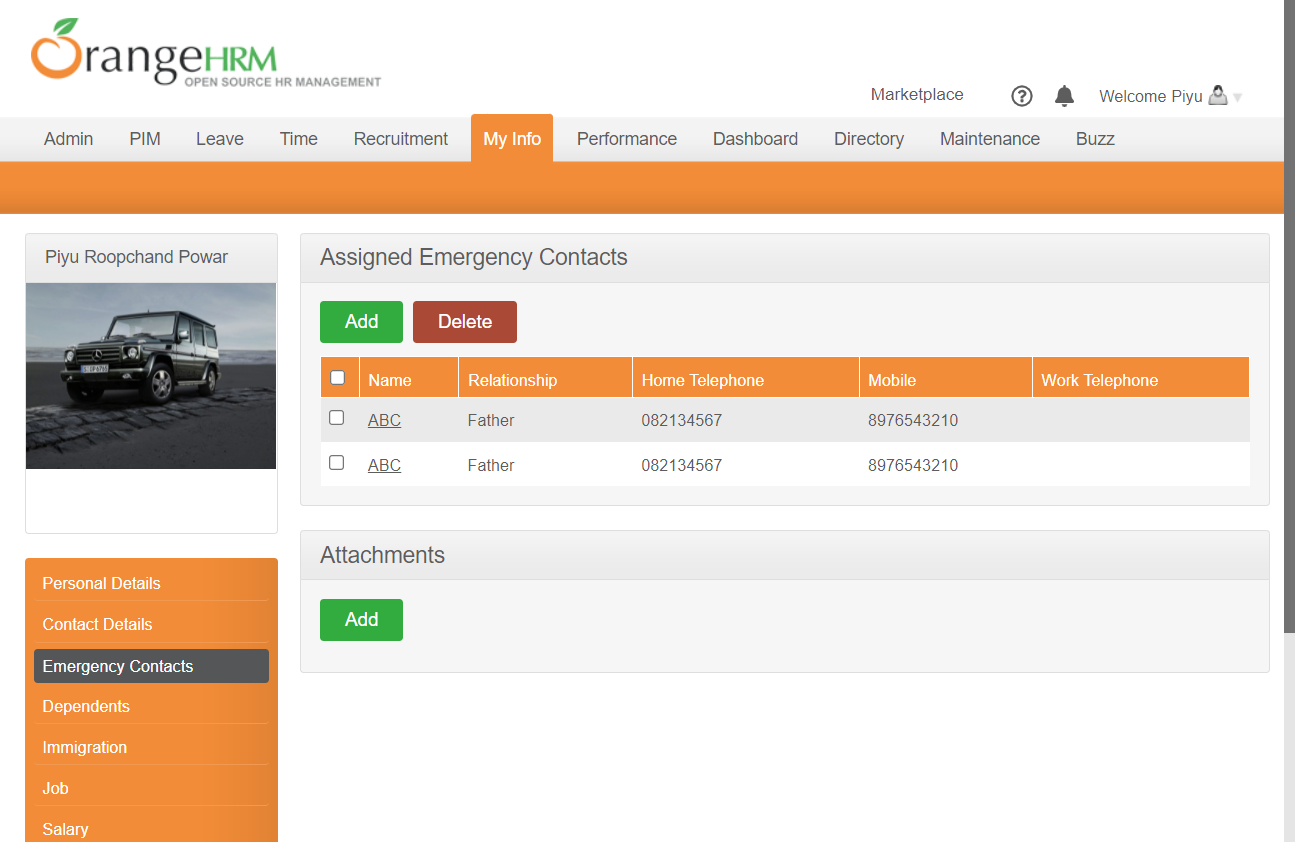 OrangeHRM
OPEN SOURCE HR MANAGEMENT
Marketplace ? Welcome Piyu
Admin PIM Leave Time Recruitment My Info Performance Dashboard Directory Maintenance Buzz
Piyu Roopchand Powar
Assigned Emergency Contacts
Add Delete
Name Relationship Home Telephone Mobile Work Telephone
ABC Father 082134567 8976543210
ABC Father 082134567 8976543210
Attachments
Add
Personal Details
Contact Details
Emergency Contacts
Dependents
Immigration
Job
Salary